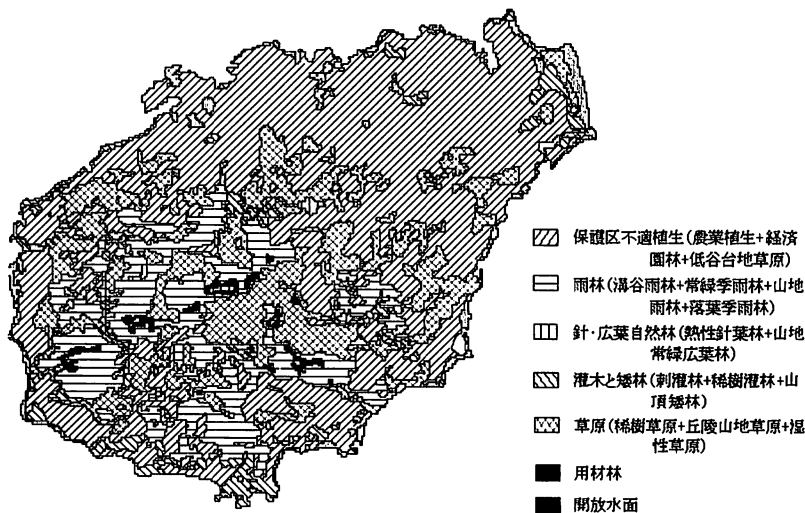 保護区不適植生(農業植生+経済
園林+低谷台地草原)
雨林(溝谷雨林+常緑季雨林+山地
雨林+落葉季雨林)
針・広葉自然林(熱性針葉林+山地
常緑広葉林)
灌木と矮林(刺灌林+稀樹灌林+山
頂矮林)
草原(稀樹草原+丘陵山地草原+湿
性草原)
用材林
開放水面